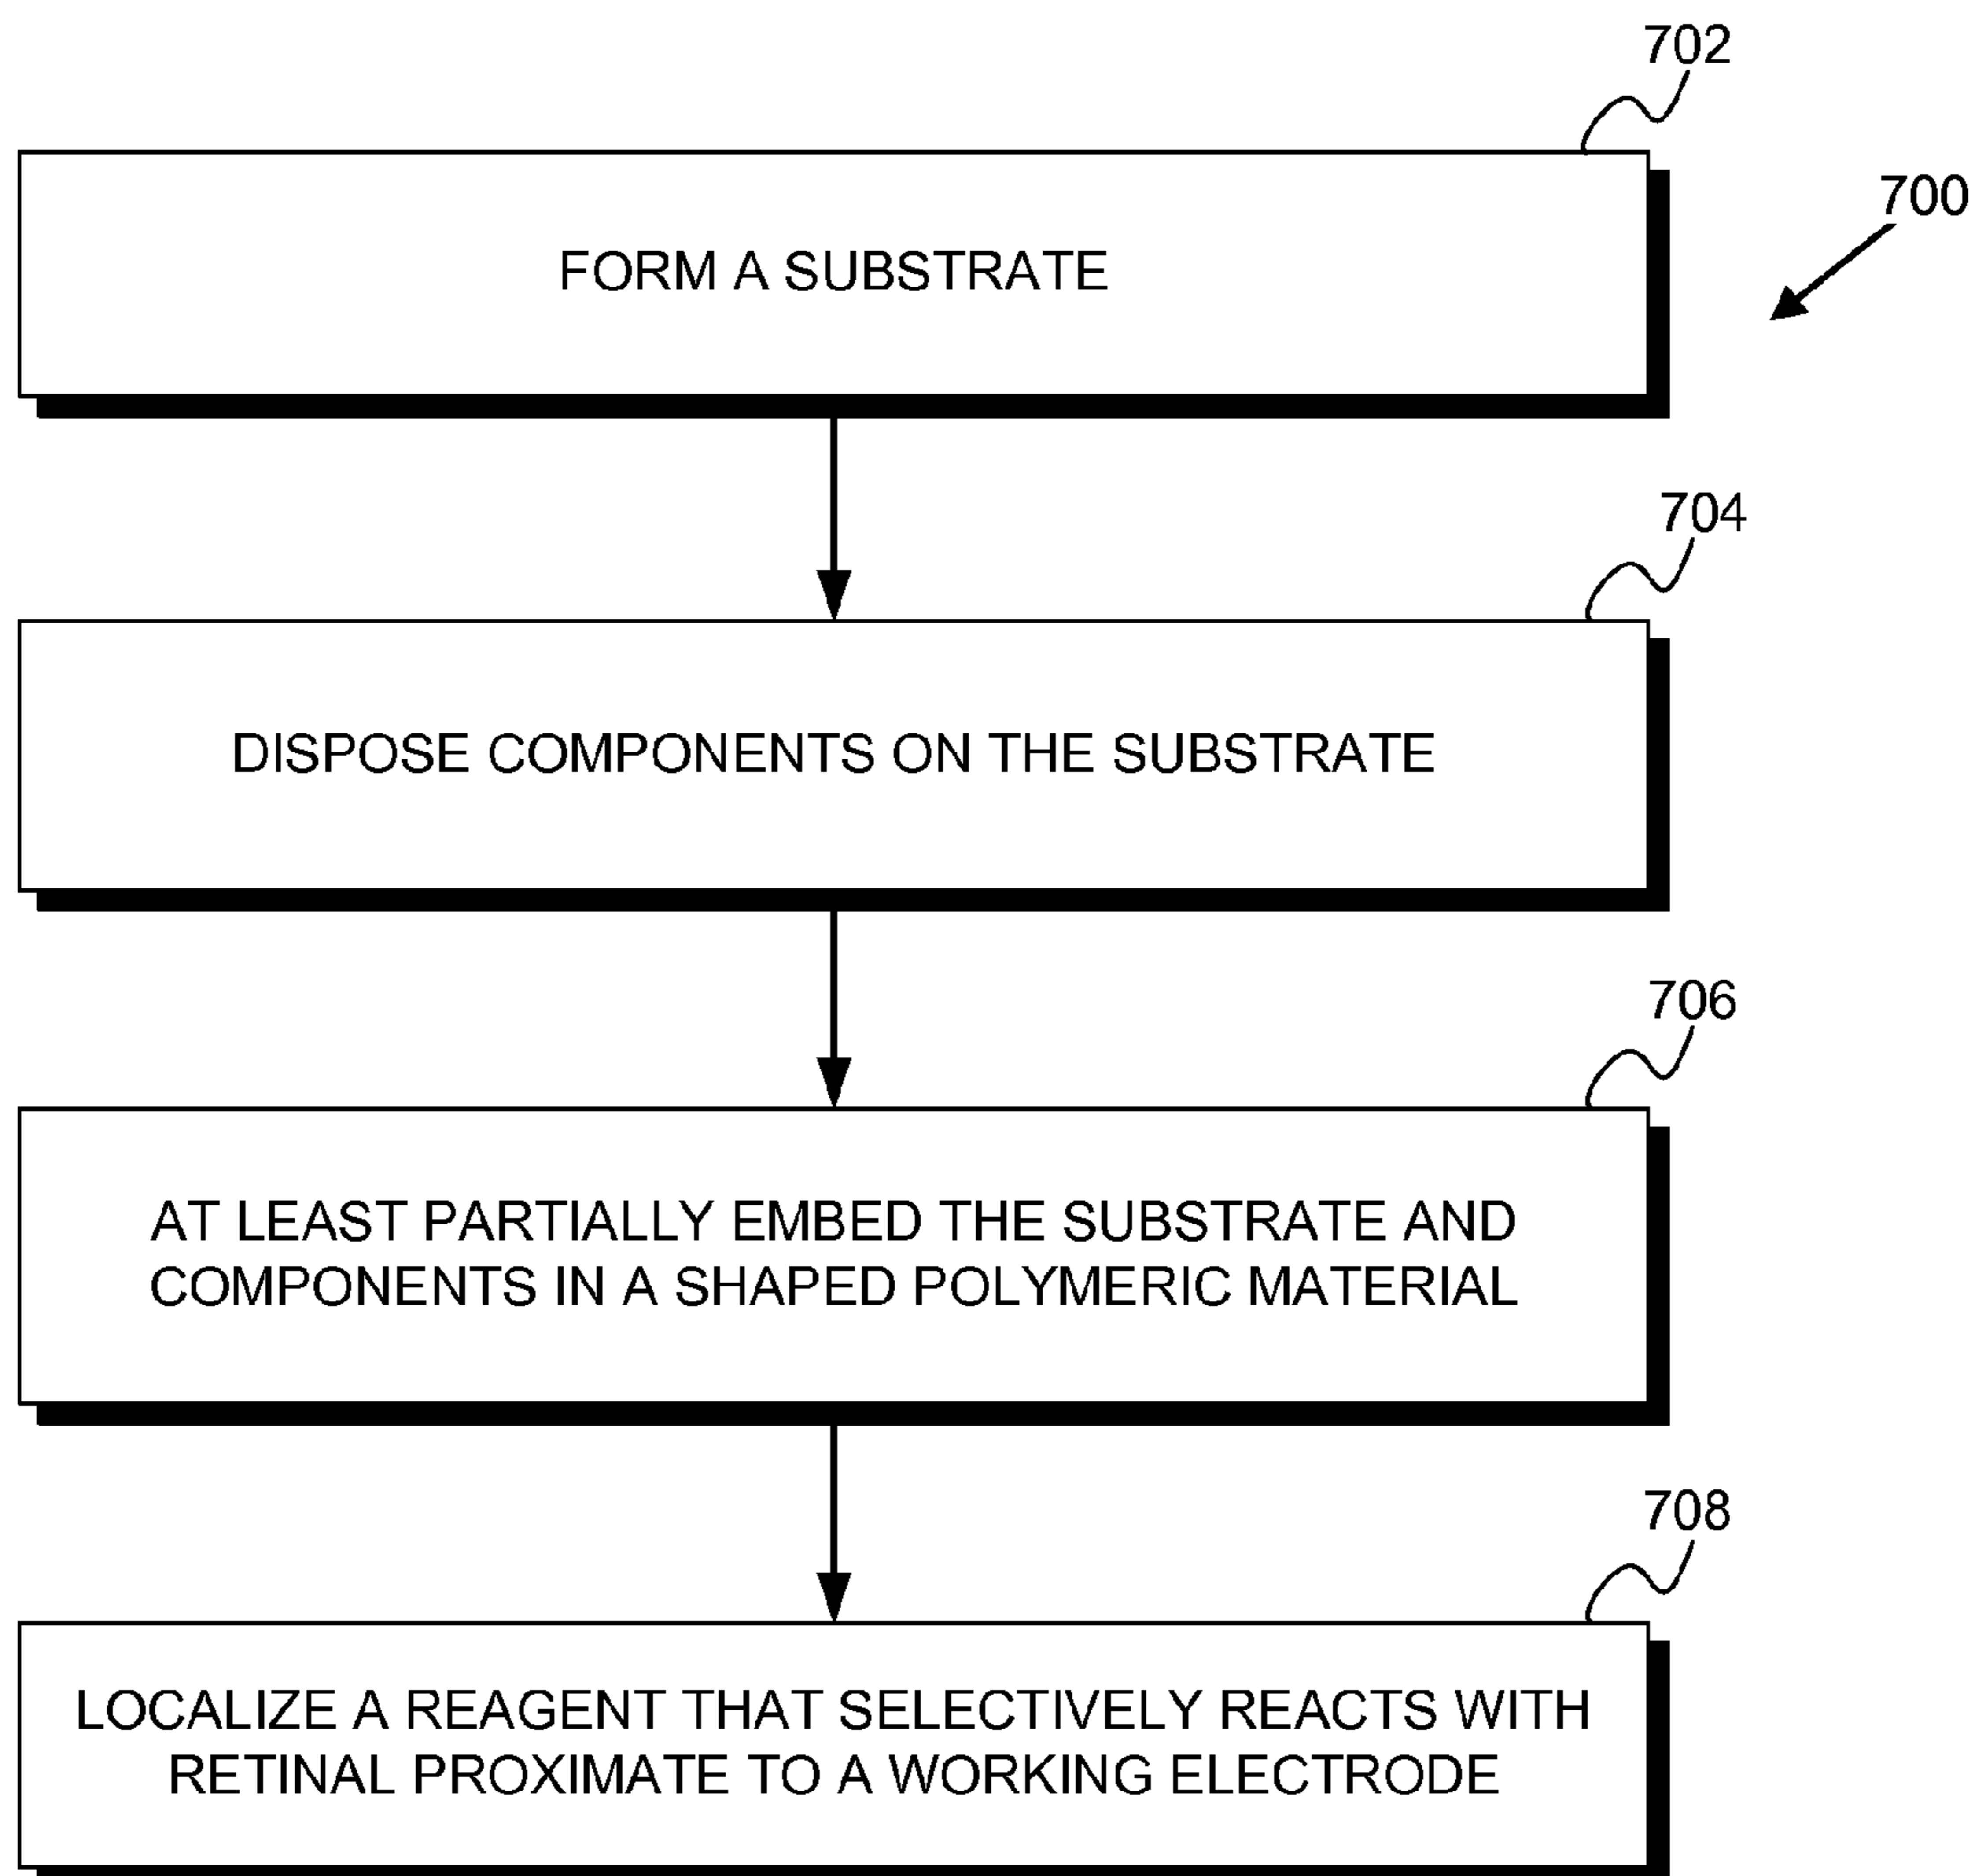 702
700
FORM A SUBSTRATE
704
DISPOSE COMPONENTS ON THE SUBSTRATE
706
AT LEAST PARTIALLY EMBED THE SUBSTRATE AND
COMPONENTS IN A SHAPED POLYMERIC MATERIAL
708
LOCALIZE A REAGENT THAT SELECTIVELY REACTS WITH
RETINAL PROXIMATE TO A WORKING ELECTRODE